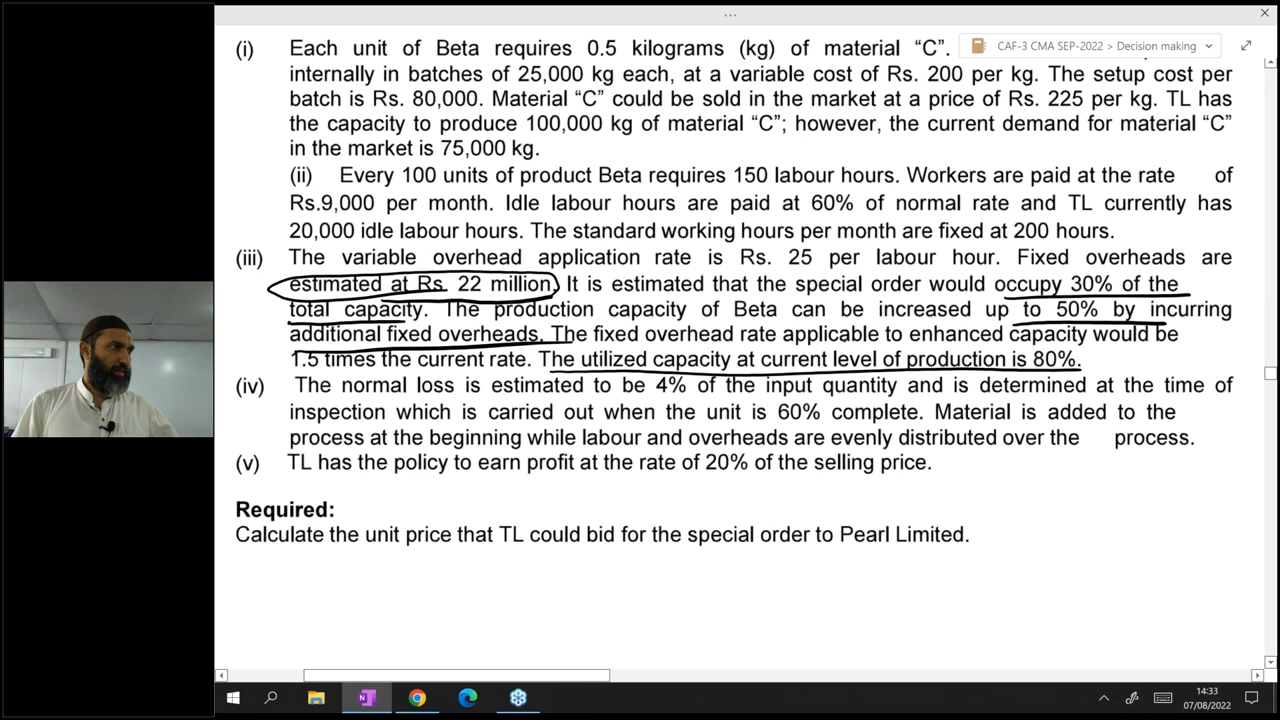 (i) Each unit of Beta requires 0.5 kilograms (kg) of material “C”.
CAF-3 CMA SEP-2022 > Decision making
internally in batches of 25,000 kg each, at a variable cost of Rs. 200 per kg. The setup cost per
batch is Rs. 80,000. Material “C” could be sold in the market at a price of Rs. 225 per kg. TL has
the capacity to produce 100,000 kg of material “C”; however, the current demand for material “C”
in the market is 75,000 kg.
(ii) Every 100 units of product Beta requires 150 labour hours. Workers are paid at the rate of
Rs.9,000 per month. Idle labour hours are paid at 60% of normal rate and TL currently has
20,000 idle labour hours. The standard working hours per month are fixed at 200 hours.
(iii) The variable overhead application rate is Rs. 25 per labour hour. Fixed overheads are
estimated at Rs. 22 million. It is estimated that the special order would occupy 30% of the
total capacity. The production capacity of Beta can be increased up to 50% by incurring
additional fixed overheads. The fixed overhead rate applicable to enhanced capacity would be
1.5 times the current rate. The utilized capacity at current level of production is 80%.
(iv) The normal loss is estimated to be 4% of the input quantity and is determined at the time of
inspection which is carried out when the unit is 60% complete. Material is added to the
process at the beginning while labour and overheads are evenly distributed over the process.
(v) TL has the policy to earn profit at the rate of 20% of the selling price.
Required:
Calculate the unit price that TL could bid for the special order to Pearl Limited.
14:33
07/08/2022